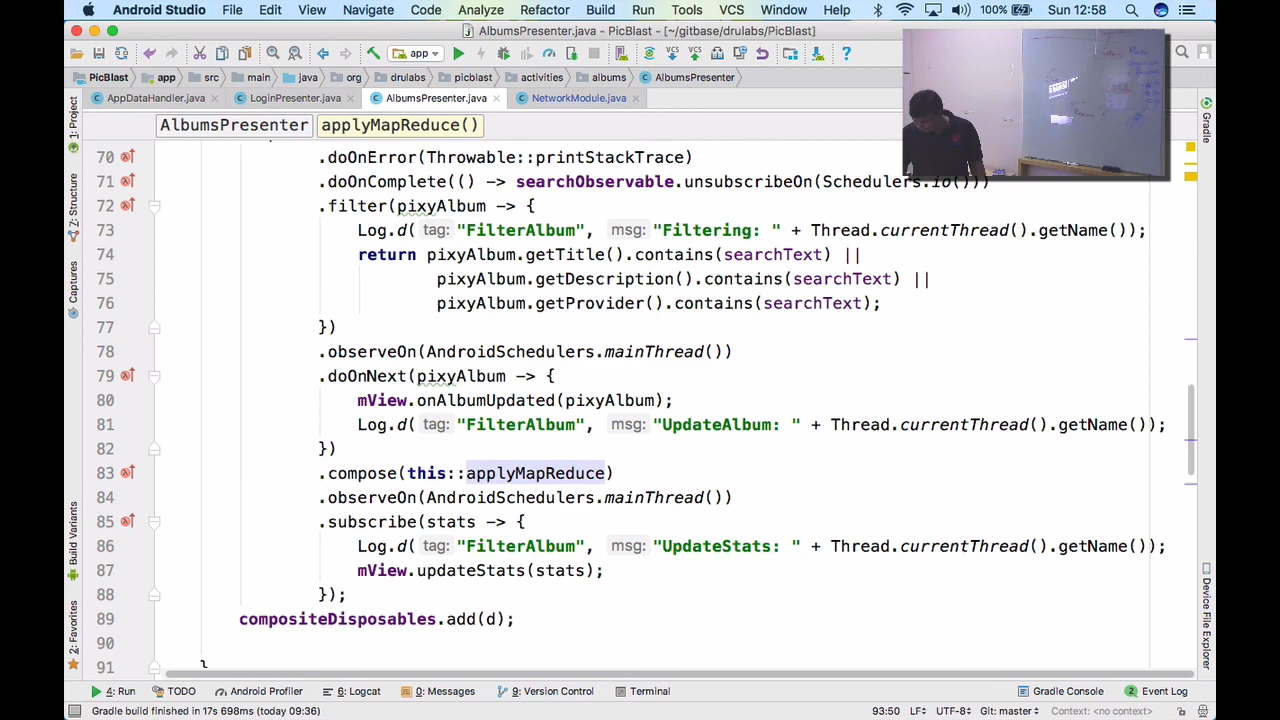 Android Studio File Edit View Navigate Code Analyze Refactor Build Run Tools VCS Window Help 100% Sun 12:58
AlbumsPresenter.java - PicBlast - [~/gitbase/drulabs/PicBlast]
app
PicBlast app src main java org drulabs picblast activities albums AlbumsPresenter
AppDataHandler.java LoginPresenter.java AlbumsPresenter.java NetworkModule.java
AlbumsPresenter applyMapReduce()
1: Project
7: Structure
Captures
Build Variants
2: Favorites
Gradle
Device File Explorer
70 .doOnError(Throwable::printStackTrace)
71 .doOnComplete(() -> searchObservable.unsubscribeOn(Schedulers.io()))
72 .filter(pixyAlbum -> {
73 Log.d( tag: "FilterAlbum", msg: "Filtering: " + Thread.currentThread().getName());
74 return pixyAlbum.getTitle().contains(searchText) ||
75 pixyAlbum.getDescription().contains(searchText) ||
76 pixyAlbum.getProvider().contains(searchText);
77 })
78 .observeOn(AndroidSchedulers.mainThread())
79 .doOnNext(pixyAlbum -> {
80 mView.onAlbumUpdated(pixyAlbum);
81 Log.d( tag: "FilterAlbum", msg: "UpdateAlbum: " + Thread.currentThread().getName());
82 })
83 .compose(this::applyMapReduce)
84 .observeOn(AndroidSchedulers.mainThread())
85 .subscribe(stats -> {
86 Log.d( tag: "FilterAlbum", msg: "UpdateStats: " + Thread.currentThread().getName());
87 mView.updateStats(stats);
88 });
89 compositeDisposables.add(d);
90
91 }
4: Run TODO Android Profiler 6: Logcat 0: Messages 9: Version Control Terminal Gradle Console 2 Event Log
Gradle build finished in 17s 698ms (today 09:36) 93:50 LF UTF-8 Git: master Context: <no context>